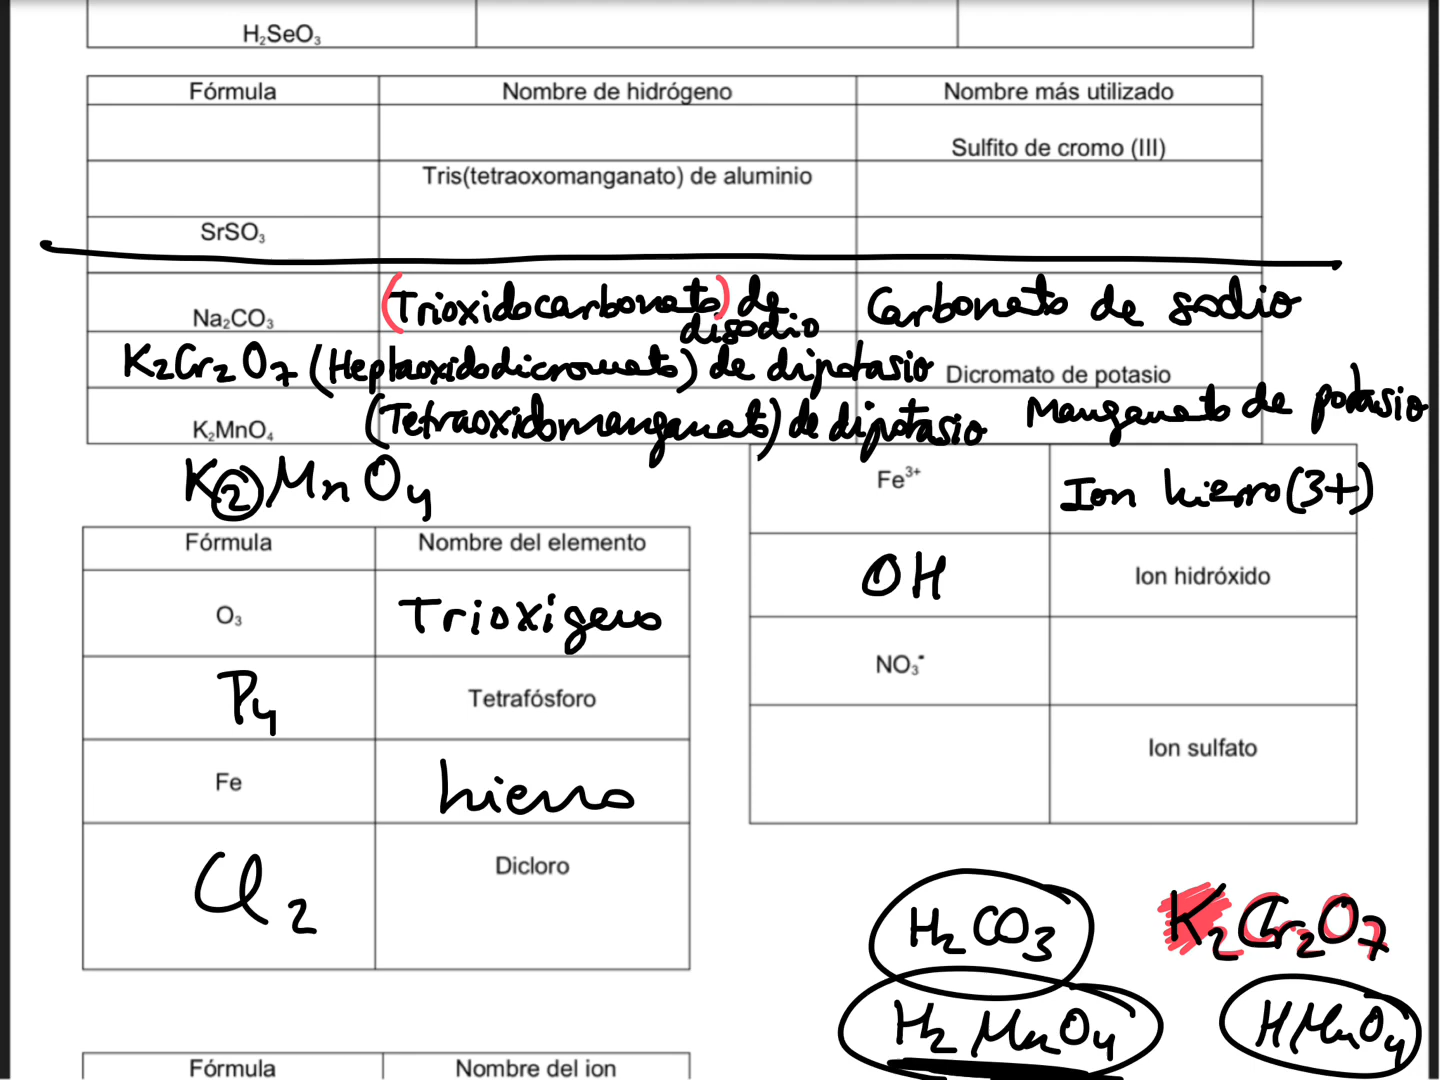 H₂SeO₃
Fórmula Nombre de hidrógeno Nombre más utilizado
Sulfito de cromo (III)
Tris(tetraoxomanganato) de aluminio
SrSO₃
Na₂CO₃ (Trioxidocarbonato) de disodio Carbonato de sodio
K₂Cr₂O₇ (Heptaoxidodicromato) de dipotasio Dicromato de potasio
K₂MnO₄ (Tetraoxidomanganato) de dipotasio Manganato de potasio
K₂MnO₄
Fórmula Nombre del elemento
O₃ Trioxígeno
P₄ Tetrafósforo
Fe hierro
Cl₂ Dicloro
Fe³⁺ Ion hierro(3+)
OH Ion hidróxido
NO₃⁻
Ion sulfato
H₂CO₃ K₂Cr₂O₇
H₂MnO₄ HMnO₄
Fórmula Nombre del ion